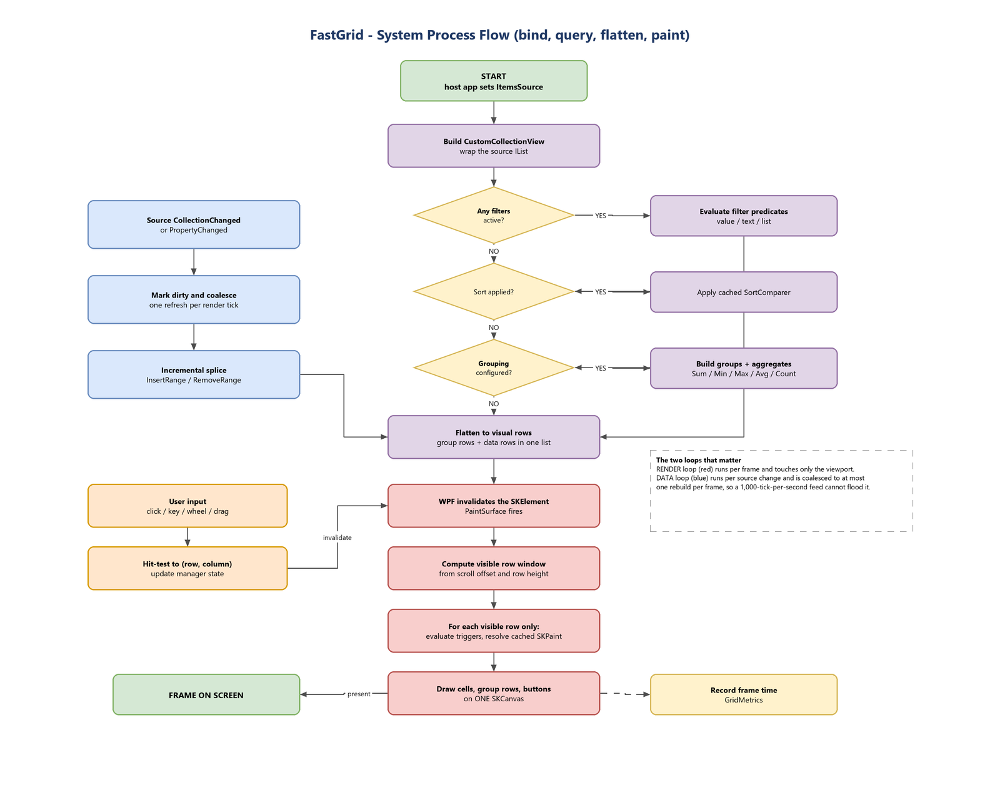 FastGrid - System Process Flow (bind, query, flatten, paint)
START
host app sets ItemsSource
Build CustomCollectionView
wrap the source IList
Any filters
active?
YES
Evaluate filter predicates
value / text / list
NO
Source CollectionChanged
or PropertyChanged
Sort applied?
YES
Apply cached SortComparer
NO
Mark dirty and coalesce
one refresh per render tick
Grouping
configured?
YES
Build groups + aggregates
Sum / Min / Max / Avg / Count
NO
Incremental splice
InsertRange / RemoveRange
Flatten to visual rows
group rows + data rows in one list
The two loops that matter
RENDER loop (red) runs per frame and touches only the viewport.
DATA loop (blue) runs per source change and is coalesced to at most
one rebuild per frame, so a 1,000-tick-per-second feed cannot flood it.
User input
click / key / wheel / drag
WPF invalidates the SKElement
PaintSurface fires
invalidate
Hit-test to (row, column)
update manager state
Compute visible row window
from scroll offset and row height
For each visible row only:
evaluate triggers, resolve cached SKPaint
FRAME ON SCREEN
present
Draw cells, group rows, buttons
on ONE SKCanvas
Record frame time
GridMetrics